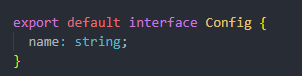 export default interface Config {
  name: string;
}